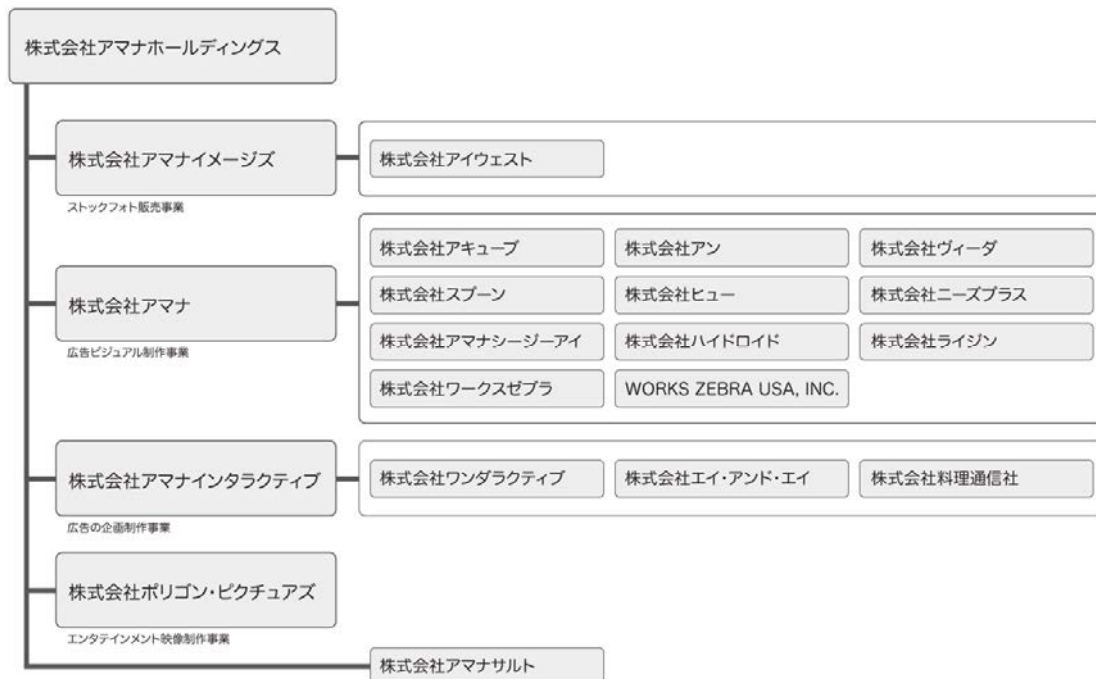 株式会社アマナホールディングス
株式会社アマナイメージズ
ストックフォト販売事業
株式会社アイウェスト
株式会社アマナ
広告ビジュアル制作事業
株式会社アキューブ
株式会社アン
株式会社ヴィーダ
株式会社スプーン
株式会社ヒュー
株式会社ニーズプラス
株式会社アマナシージーアイ
株式会社ハイドロイド
株式会社ライジン
株式会社ワークスゼブラ
WORKS ZEBRA USA, INC.
株式会社アマナインタラクティブ
広告の企画制作事業
株式会社ワンダラクティブ
株式会社エイ・アンド・エイ
株式会社料理通信社
株式会社ポリゴン・ピクチュアズ
エンタテインメント映像制作事業
株式会社アマナサルト